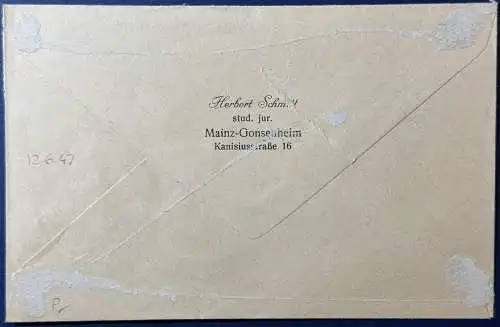 Herbert Schmitt
stud. jur.
Mainz-Gonsenheim
Kanisiusstraße 16
12.6.47